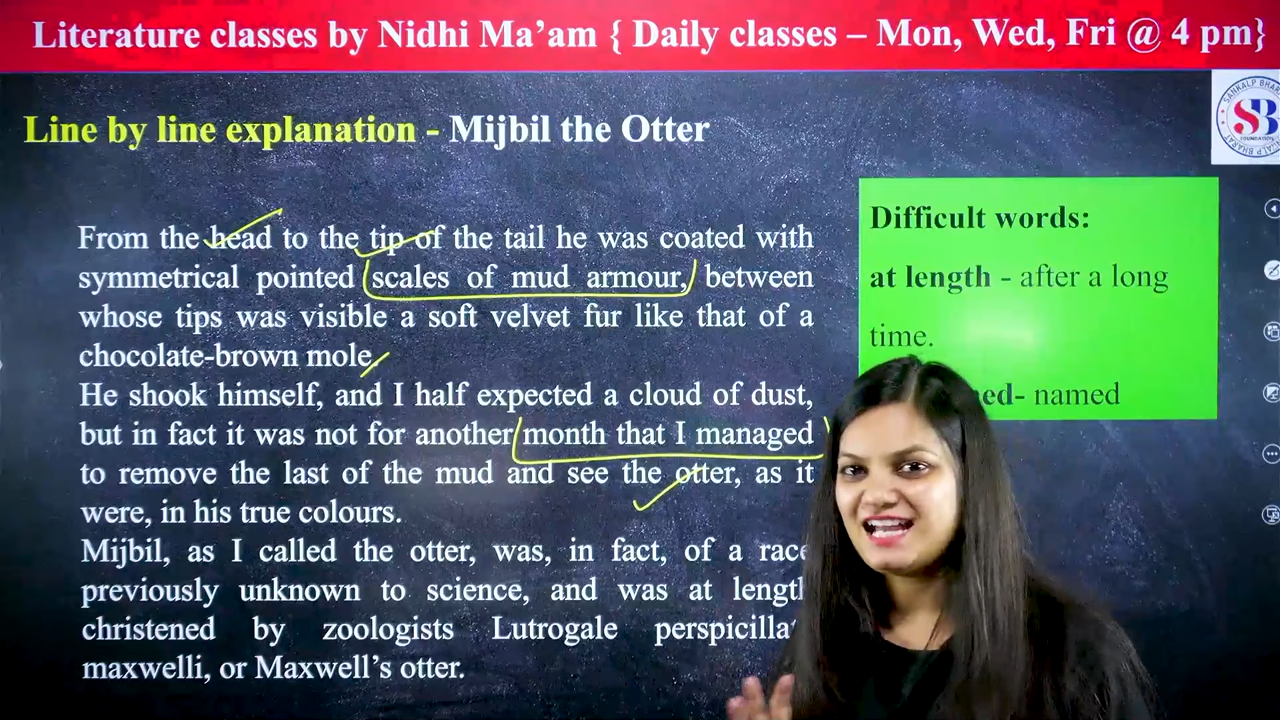 Literature classes by Nidhi Ma’am { Daily classes – Mon, Wed, Fri @ 4 pm}
Line by line explanation - Mijbil the Otter
SANKALP BHARAT
SB
FOUNDATION
From the head to the tip of the tail he was coated with
symmetrical pointed scales of mud armour, between
whose tips was visible a soft velvet fur like that of a
chocolate-brown mole.
He shook himself, and I half expected a cloud of dust,
but in fact it was not for another month that I managed
to remove the last of the mud and see the otter, as it
were, in his true colours.
Mijbil, as I called the otter, was, in fact, of a race
previously unknown to science, and was at length
christened by zoologists Lutrogale
maxwelli, or Maxwell’s otter.
Difficult words:
at length - after a long
time.
named